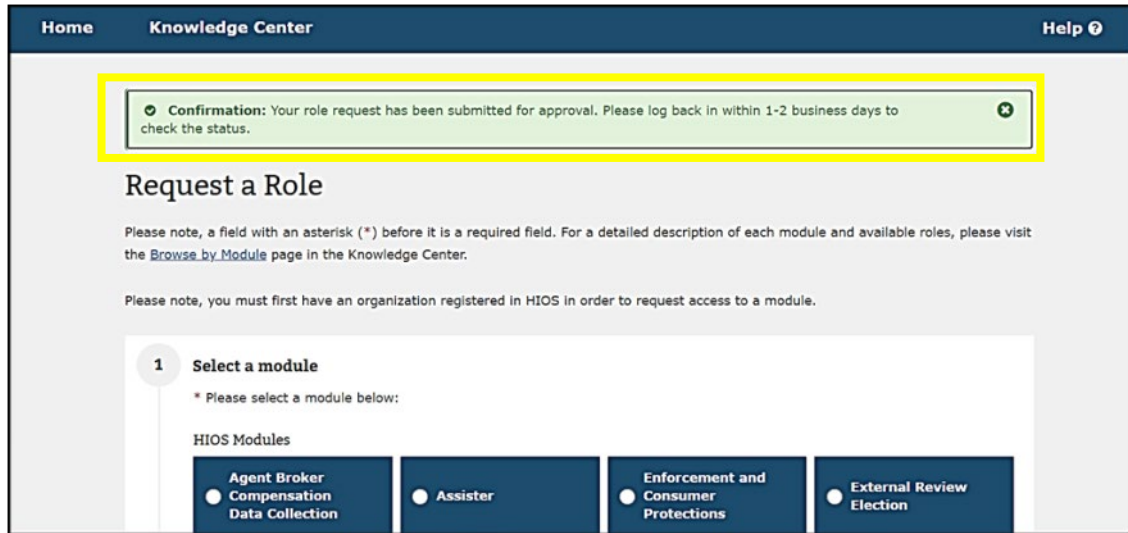 Home Knowledge Center Help ?
Confirmation: Your role request has been submitted for approval. Please log back in within 1-2 business days to
check the status.
Request a Role
Please note, a field with an asterisk (*) before it is a required field. For a detailed description of each module and available roles, please visit
the Browse by Module page in the Knowledge Center.
Please note, you must first have an organization registered in HIOS in order to request access to a module.
1 Select a module
* Please select a module below:
HIOS Modules
Agent Broker
Compensation
Data Collection
Assister
Enforcement and
Consumer
Protections
External Review
Election